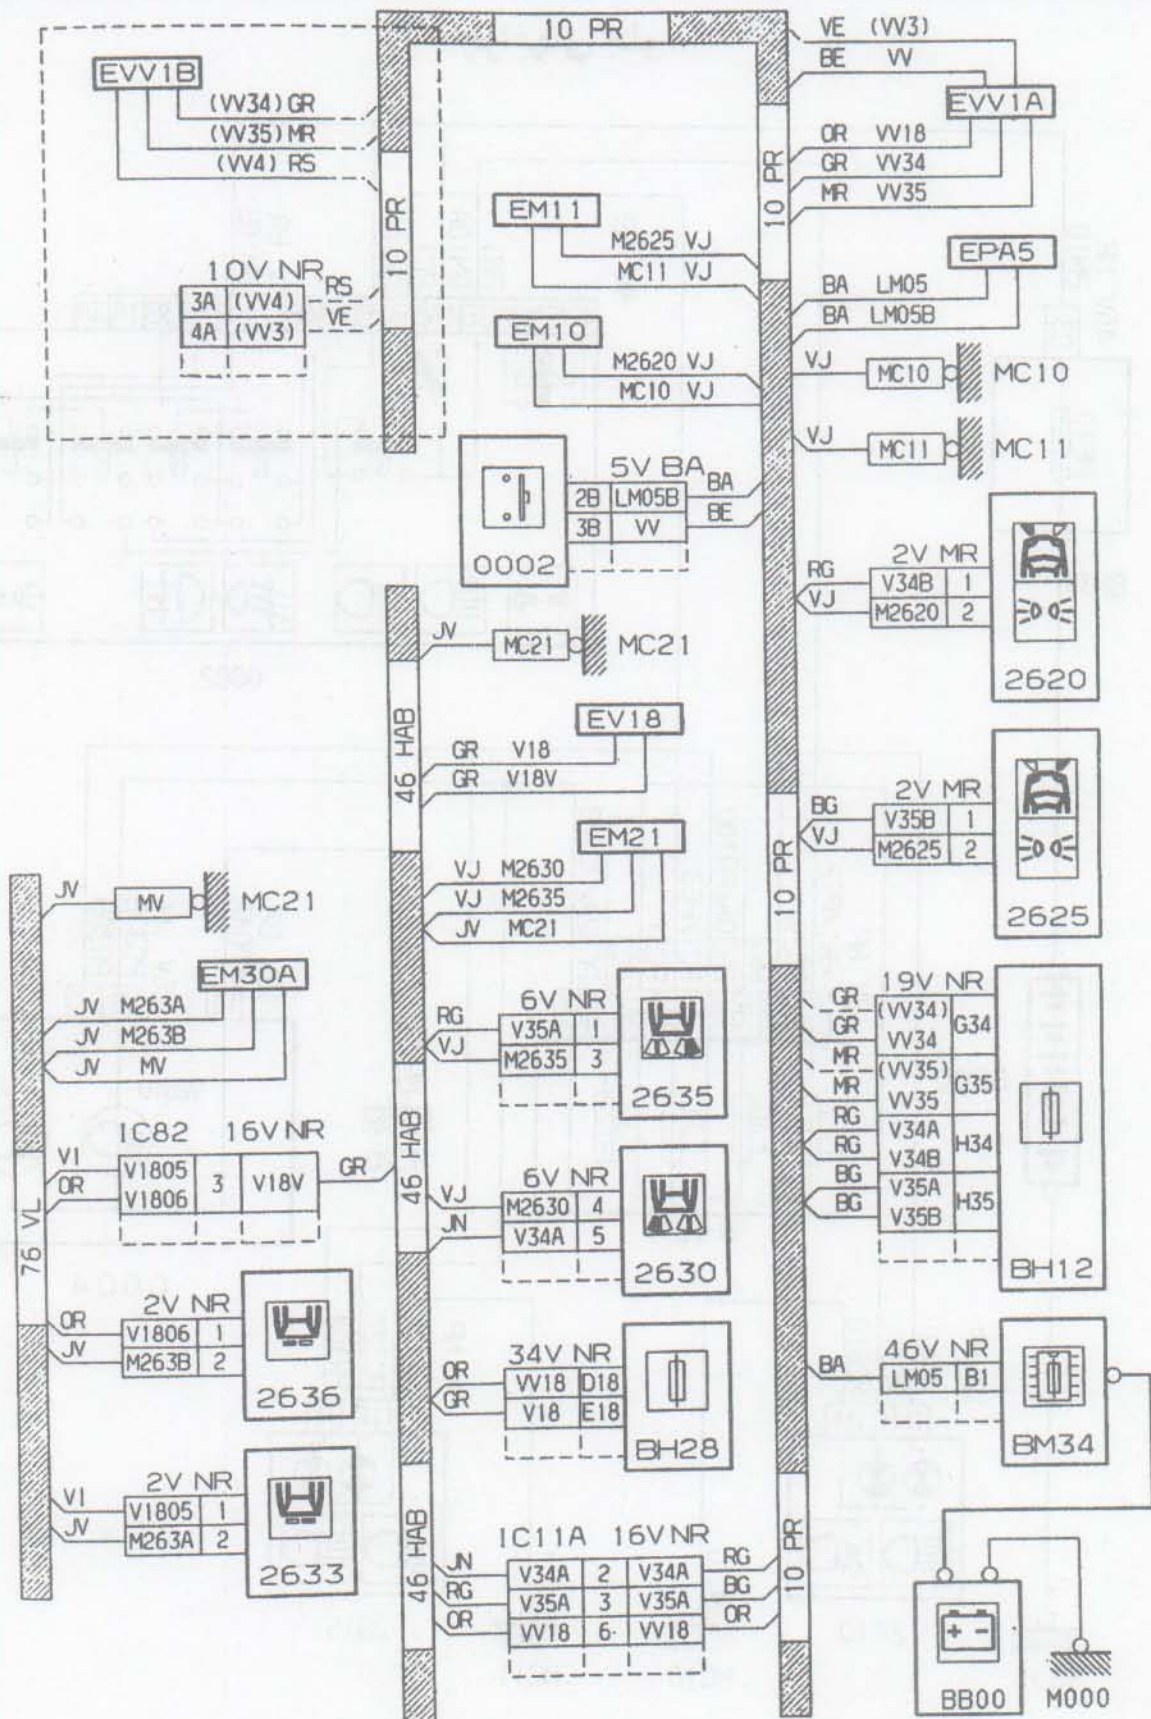 10 PR
VE (VV3)
BE VV
EVV1A
OR VV18
GR VV34
MR VV35
10 PR
EVV1B
(VV34) GR
(VV35) MR
(VV4) RS
10 PR
10V NR
3A (VV4) RS
4A (VV3) VE
EM11
M2625 VJ
MC11 VJ
EM10
M2620 VJ
MC10 VJ
EPA5
BA LM05
BA LM05B
VJ MC10 MC10
VJ MC11 MC11
5V BA
2B LM05B BA
3B VV BE
0002
2V MR
RG V34B 1
VJ M2620 2
2620
JV MC21 MC21
46 HAB
EV18
GR V18
GR V18V
EM21
VJ M2630
VJ M2635
JV MC21
2V MR
BG V35B 1
VJ M2625 2
2625
10 PR
JV MV MC21
EM30A
JV M263A
JV M263B
JV MV
6V NR
RG V35A 1
VJ M2635 3
2635
19V NR
GR (VV34) G34
GR VV34
MR (VV35) G35
MR VV35
RG V34A H34
RG V34B
BG V35A H35
BG V35B
BH12
1C82 16V NR
VI V1805 3 V18V GR
OR V1806
76 VL
46 HAB
6V NR
VJ M2630 4
JN V34A 5
2630
2V NR
OR V1806 1
JV M263B 2
2636
34V NR
OR VV18 D18
GR V18 E18
BH28
46V NR
BA LM05 B1
BM34
2V NR
VI V1805 1
JV M263A 2
2633
46 HAB
1C11A 16V NR
JN V34A 2 V34A RG
RG V35A 3 V35A BG
OR VV18 6 VV18 OR
10 PR
+ -
BB00
M000